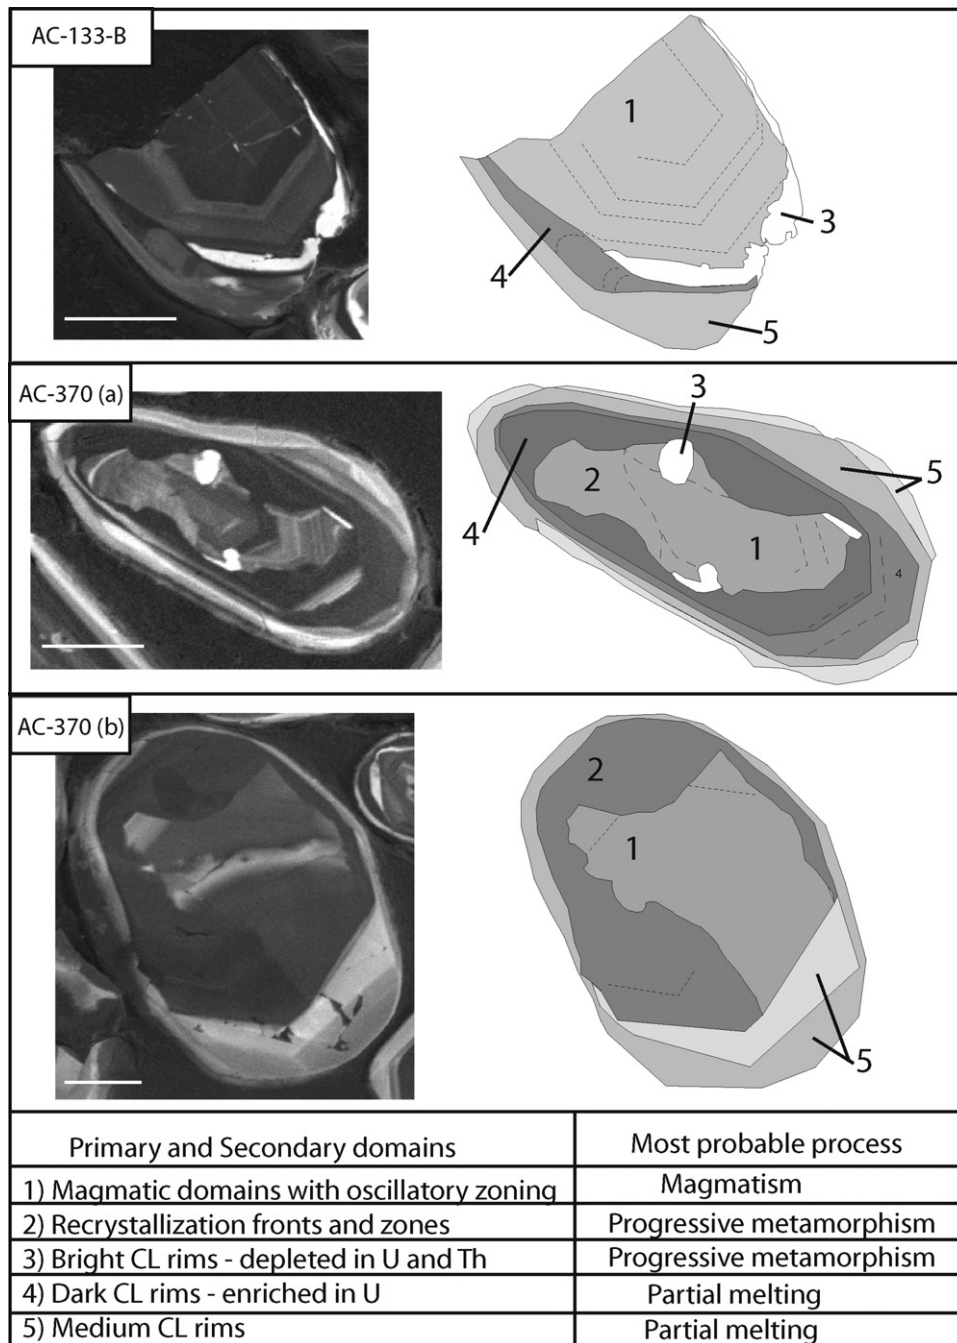 AC-133-B
1
3
4
5
AC-370 (a)
3
2
5
4
1
4
AC-370 (b)
2
1
5
Primary and Secondary domains Most probable process
1) Magmatic domains with oscillatory zoning Magmatism
2) Recrystallization fronts and zones Progressive metamorphism
3) Bright CL rims - depleted in U and Th Progressive metamorphism
4) Dark CL rims - enriched in U Partial melting
5) Medium CL rims Partial melting